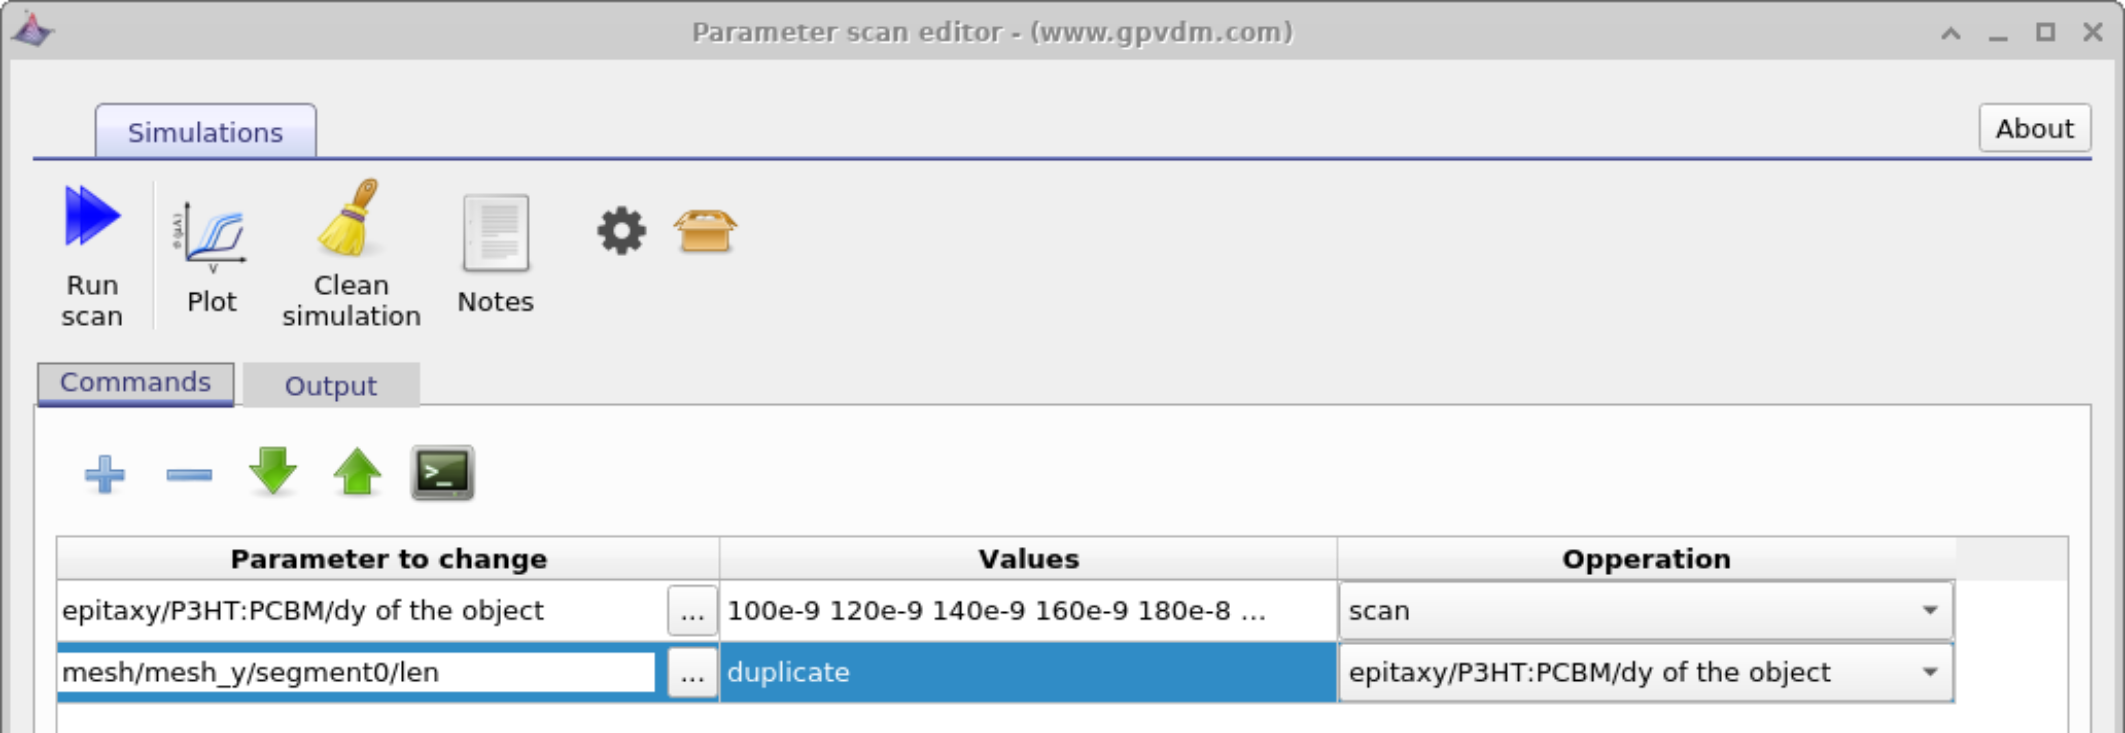 Parameter scan editor - (www.gpvdm.com)
Simulations
About
Run
scan
Plot
Clean
simulation
Notes
Commands
Output
Parameter to change
Values
Opperation
epitaxy/P3HT:PCBM/dy of the object
...
100e-9 120e-9 140e-9 160e-9 180e-8 ...
scan
mesh/mesh_y/segment0/len
...
duplicate
epitaxy/P3HT:PCBM/dy of the object